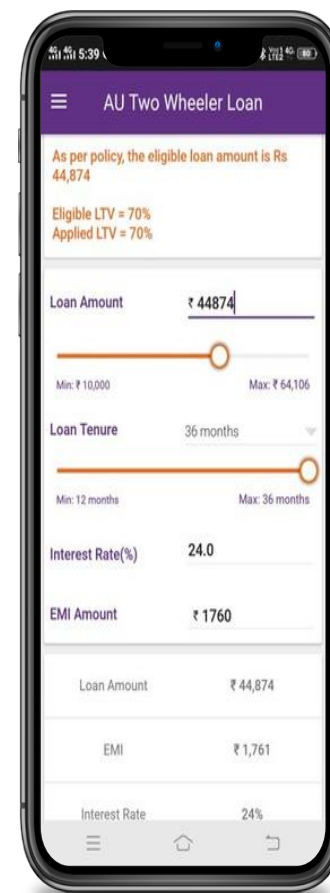 5:39
80
AU Two Wheeler Loan
As per policy, the eligible loan amount is Rs
44,874
Eligible LTV = 70%
Applied LTV = 70%
Loan Amount ₹ 44874
Min: ₹ 10,000 Max: ₹ 64,106
Loan Tenure 36 months
Min: 12 months Max: 36 months
Interest Rate(%) 24.0
EMI Amount ₹ 1760
Loan Amount ₹ 44,874
EMI ₹ 1,761
Interest Rate 24%